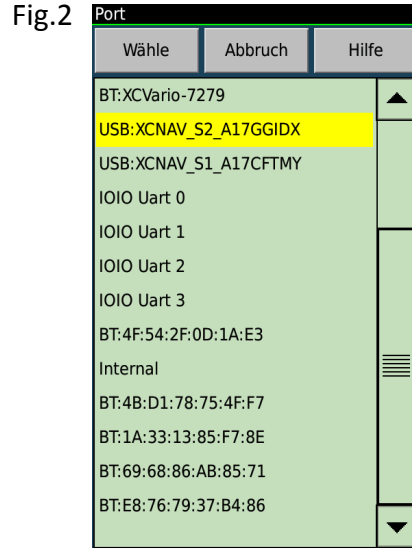 Fig.2
Port
Wähle Abbruch Hilfe
BT:XCVario-7279
USB:XCNAV_S2_A17GGIDX
USB:XCNAV_S1_A17CFTMY
IOIO Uart 0
IOIO Uart 1
IOIO Uart 2
IOIO Uart 3
BT:4F:54:2F:0D:1A:E3
Internal
BT:4B:D1:78:75:4F:F7
BT:1A:33:13:85:F7:8E
BT:69:68:86:AB:85:71
BT:E8:76:79:37:B4:86